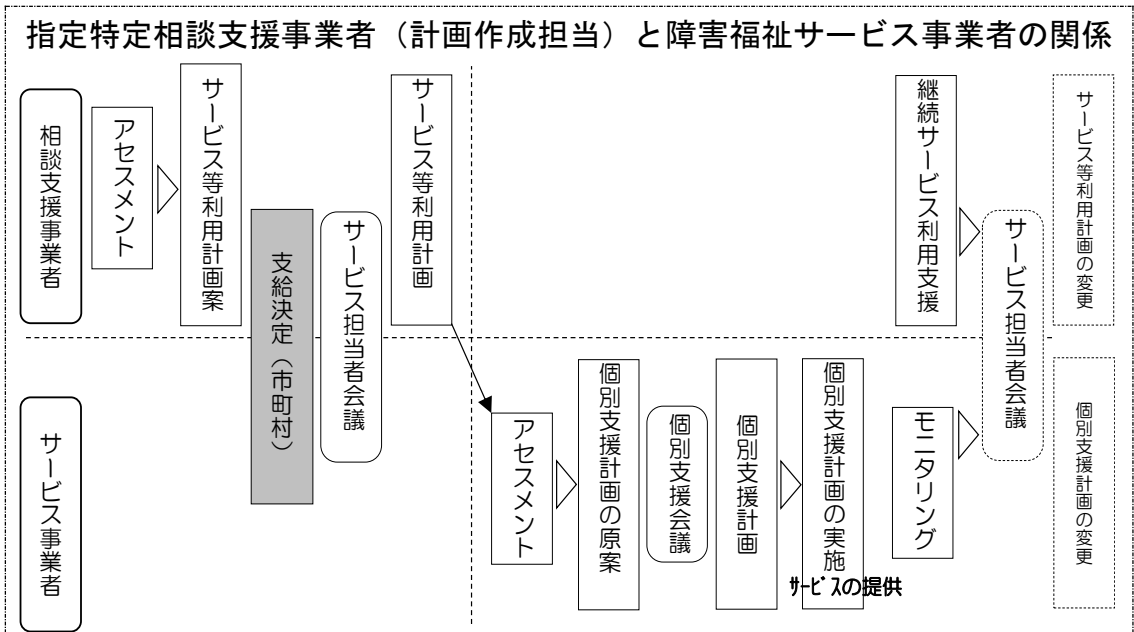 指定特定相談支援事業者（計画作成担当）と障害福祉サービス事業者の関係
相談支援事業者
アセスメント
サービス等利用計画案
支給決定（市町村）
サービス担当者会議
サービス等利用計画
継続サービス利用支援
サービス担当者会議
サービス等利用計画の変更
サービス事業者
アセスメント
個別支援計画の原案
個別支援会議
個別支援計画
個別支援計画の実施
サービスの提供
モニタリング
個別支援計画の変更